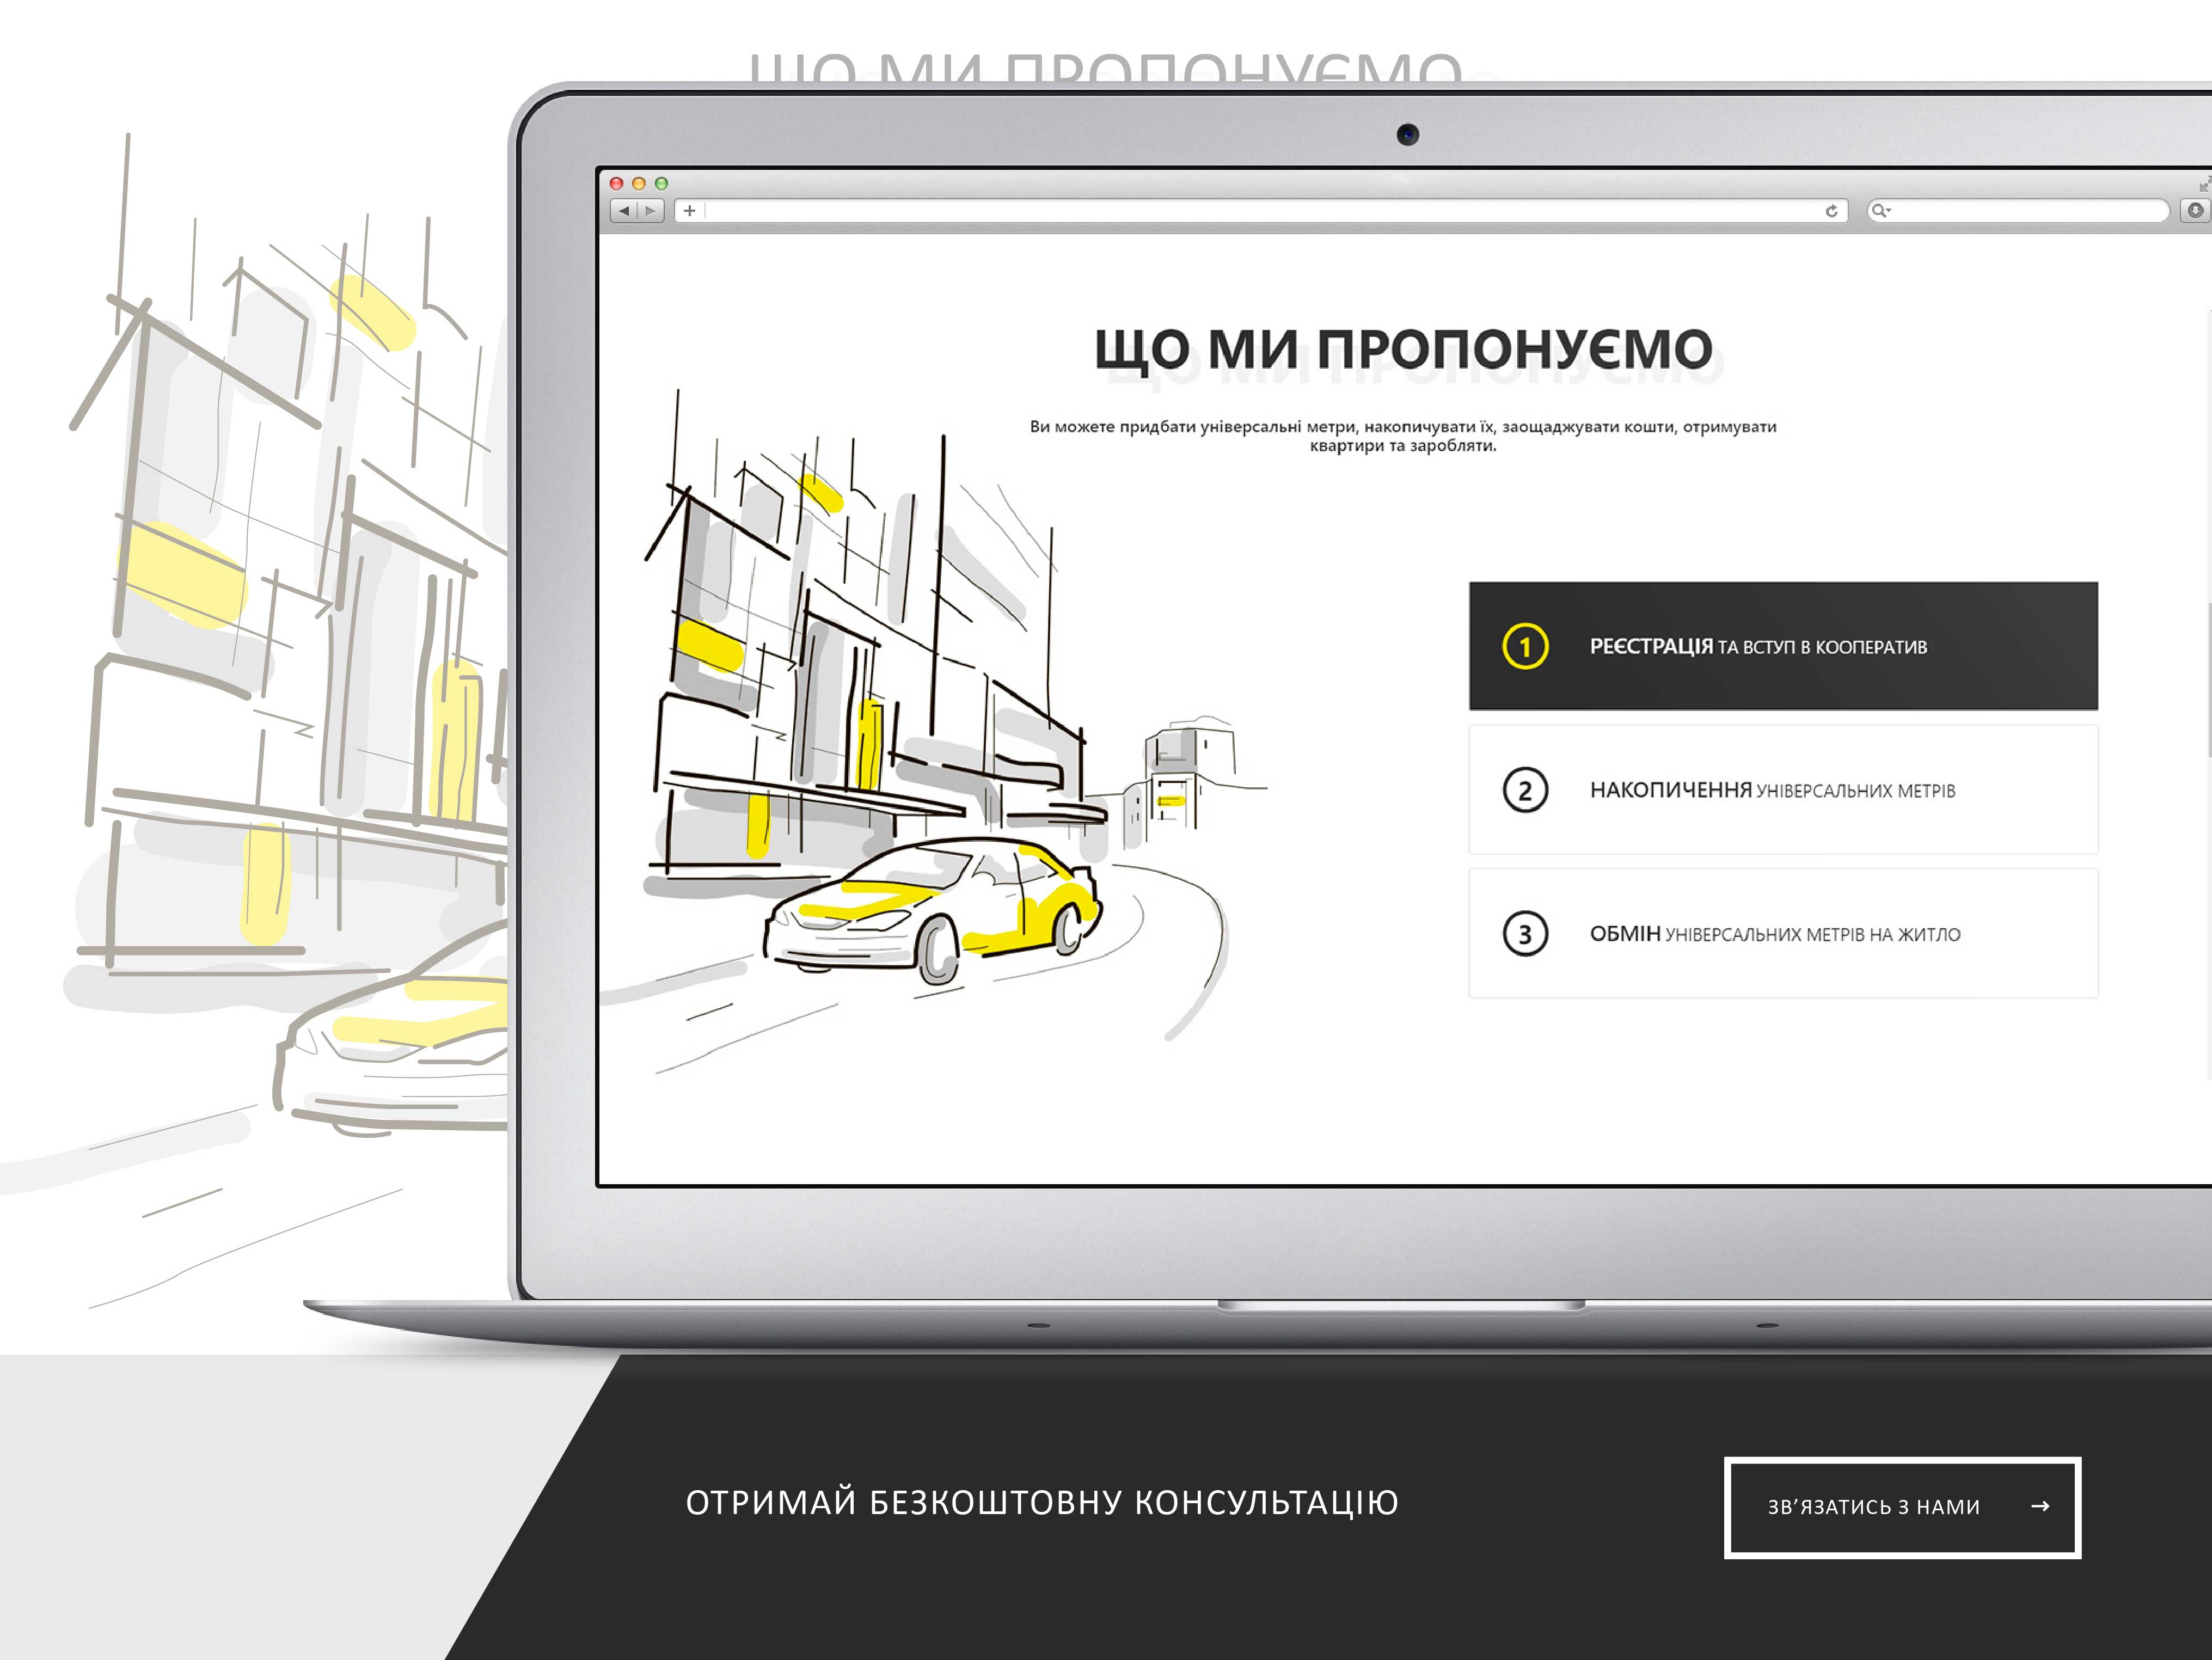 ЩО МИ ПРОПОНУЄМО
ЩО МИ ПРОПОНУЄМО
Ви можете придбати універсальні метри, накопичувати їх, заощаджувати кошти, отримувати
квартири та заробляти.
1 РЕЄСТРАЦІЯ ТА ВСТУП В КООПЕРАТИВ
2 НАКОПИЧЕННЯ УНІВЕРСАЛЬНИХ МЕТРІВ
3 ОБМІН УНІВЕРСАЛЬНИХ МЕТРІВ НА ЖИТЛО
ОТРИМАЙ БЕЗКОШТОВНУ КОНСУЛЬТАЦІЮ
ЗВ’ЯЗАТИСЬ З НАМИ →